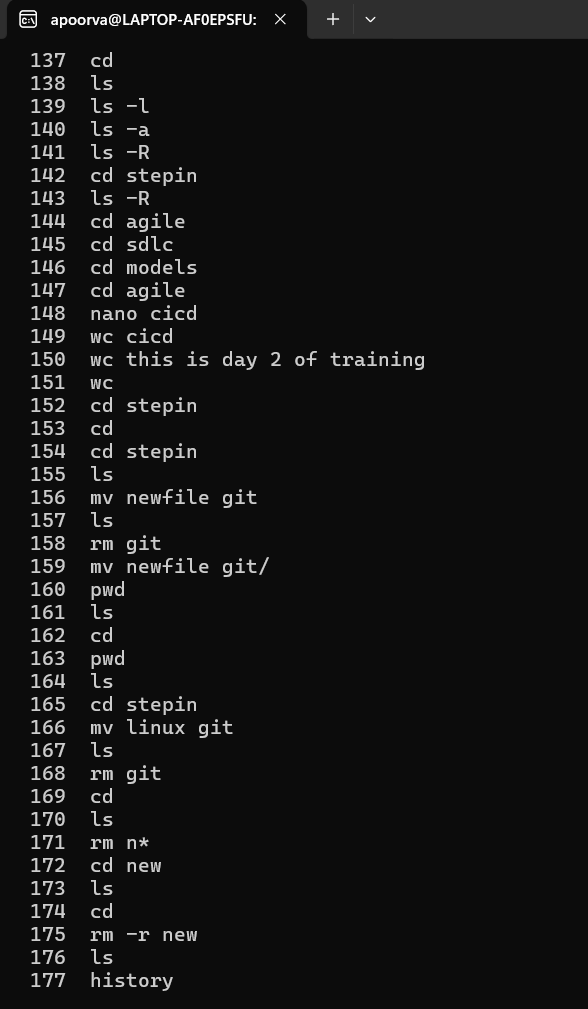 apoorva@LAPTOP-AF0EPSFU:
137 cd
138 ls
139 ls -l
140 ls -a
141 ls -R
142 cd stepin
143 ls -R
144 cd agile
145 cd sdlc
146 cd models
147 cd agile
148 nano cicd
149 wc cicd
150 wc this is day 2 of training
151 wc
152 cd stepin
153 cd
154 cd stepin
155 ls
156 mv newfile git
157 ls
158 rm git
159 mv newfile git/
160 pwd
161 ls
162 cd
163 pwd
164 ls
165 cd stepin
166 mv linux git
167 ls
168 rm git
169 cd
170 ls
171 rm n*
172 cd new
173 ls
174 cd
175 rm -r new
176 ls
177 history